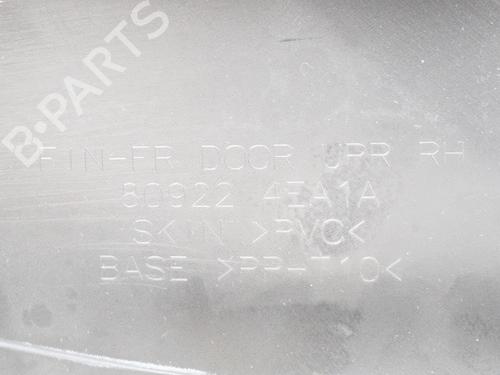 B-PARTS
FIN-FR DOOR UPR RH
80922 4EA1A
SKIN >PVC<
BASE >PP-T10<